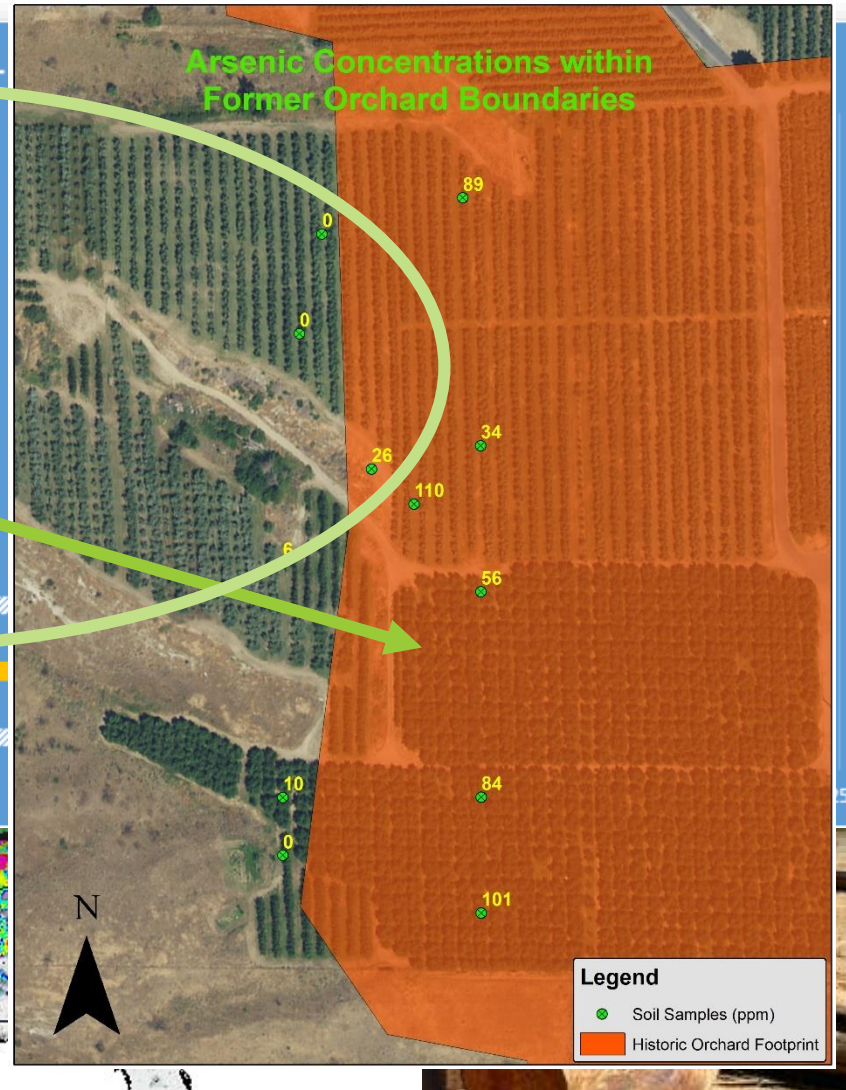 Arsenic Concentrations within
Former Orchard Boundaries
89
0
0
34
26
110
6
56
10
84
0
101
N
Legend
Soil Samples (ppm)
Historic Orchard Footprint